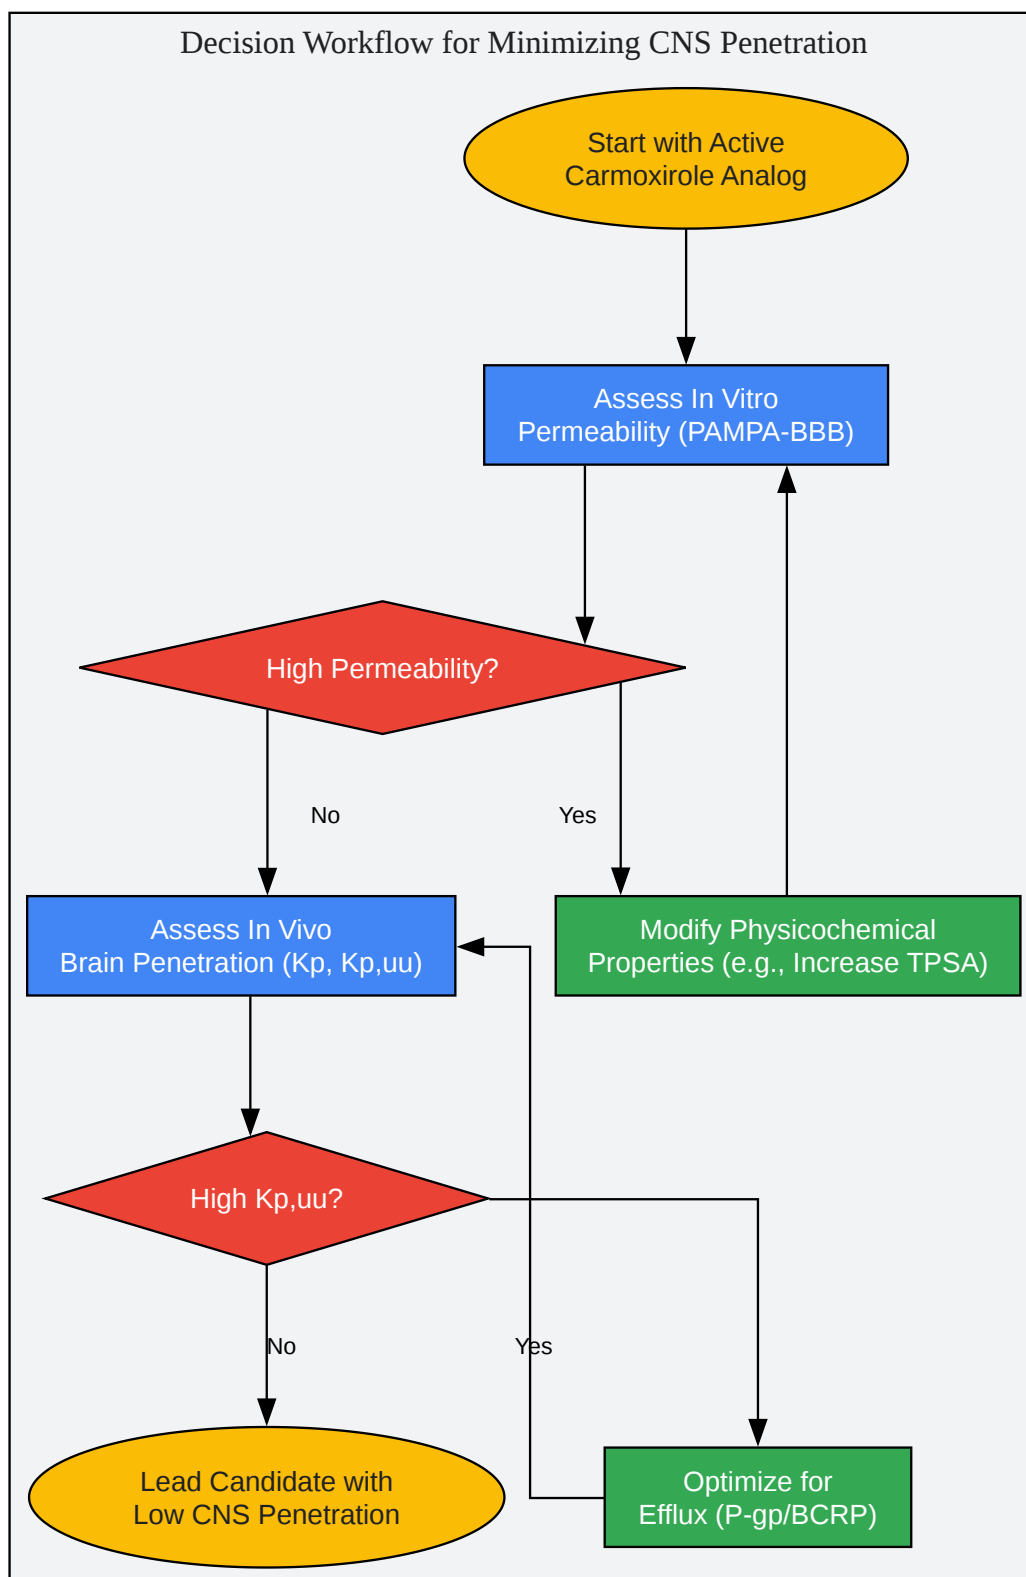 Decision Workflow for Minimizing CNS Penetration
Start with Active
Carmoxirole Analog
Assess In Vitro
Permeability (PAMPA-BBB)
High Permeability?
No
Yes
Assess In Vivo
Brain Penetration (Kp, Kp,uu)
Modify Physicochemical
Properties (e.g., Increase TPSA)
High Kp,uu?
No
Yes
Lead Candidate with
Low CNS Penetration
Optimize for
Efflux (P-gp/BCRP)